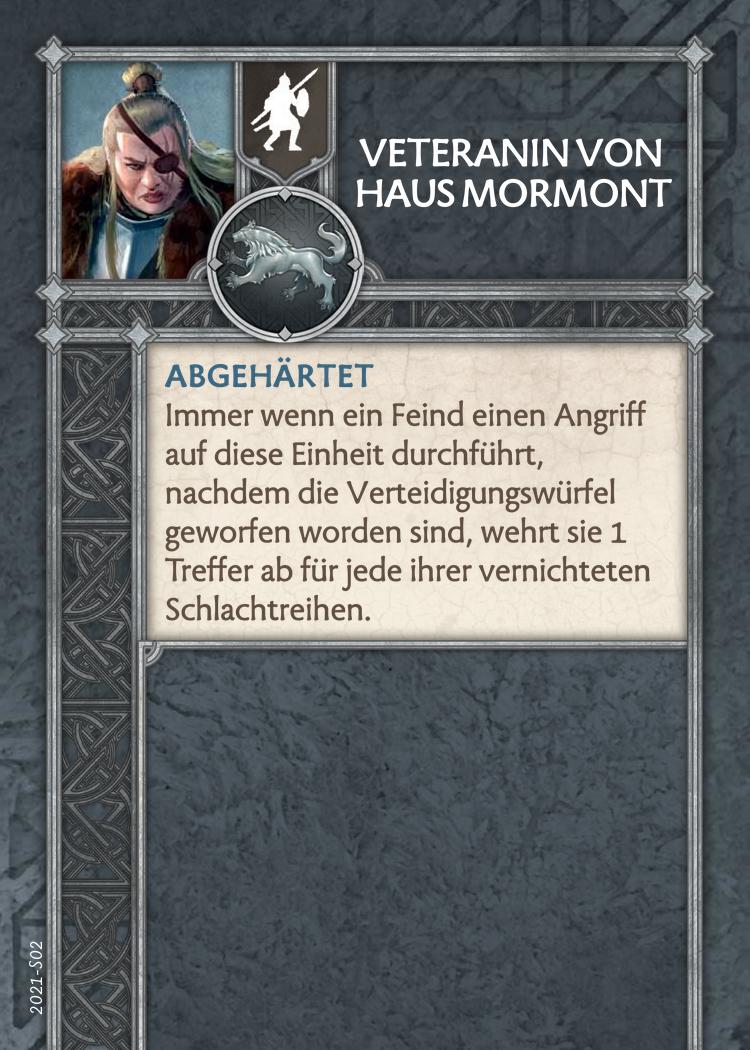 VETERANIN VON
HAUS MORMONT
ABGEHÄRTET
Immer wenn ein Feind einen Angriff
auf diese Einheit durchführt,
nachdem die Verteidigungswürfel
geworfen worden sind, wehrt sie 1
Treffer ab für jede ihrer vernichteten
Schlachtreihen.
2021-S02